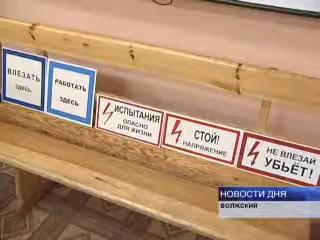 ВЛЕЗАТЬ
ЗДЕСЬ
РАБОТАТЬ
ЗДЕСЬ
ИСПЫТАНИЯ
ОПАСНО
ДЛЯ ЖИЗНИ
СТОЙ!
НАПРЯЖЕНИЕ
НЕ ВЛЕЗАЙ
УБЬЁТ!
НОВОСТИ ДНЯ
ВОЛЖСКИЙ